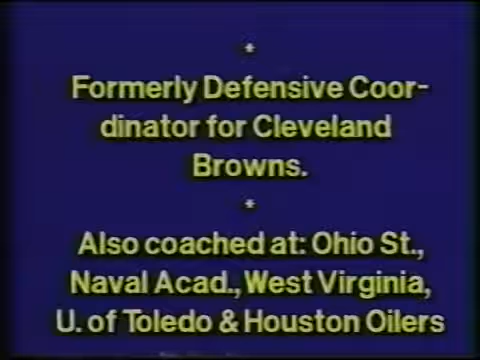 *
Formerly Defensive Coor-
dinator for Cleveland
Browns.
*
Also coached at: Ohio St.,
Naval Acad., West Virginia,
U. of Toledo & Houston Oilers